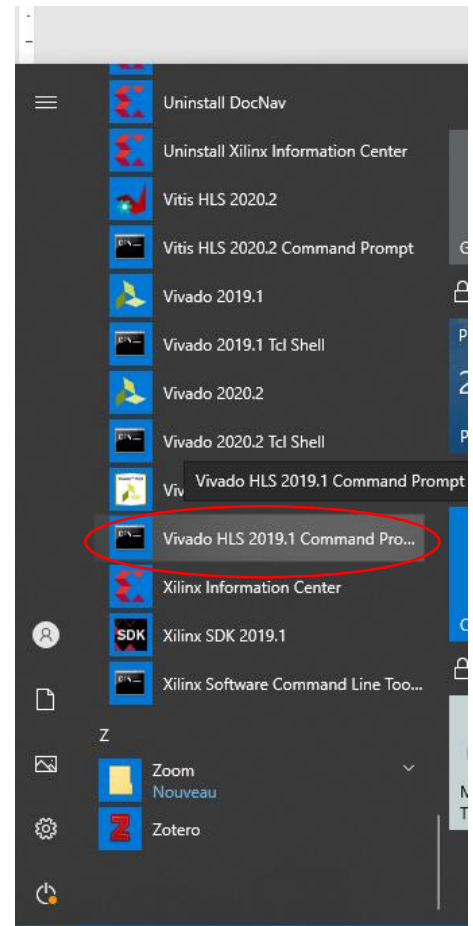 Uninstall DocNav
Uninstall Xilinx Information Center
Vitis HLS 2020.2
Vitis HLS 2020.2 Command Prompt
G
Vivado 2019.1
Vivado 2019.1 Tcl Shell
P
2
Vivado 2020.2
Vivado 2020.2 Tcl Shell
P
Viv
Vivado HLS 2019.1 Command Prompt
Vivado HLS 2019.1 Command Pro...
Xilinx Information Center
SDK Xilinx SDK 2019.1
Xilinx Software Command Line Too...
Z
Zoom
Nouveau
Z Zotero